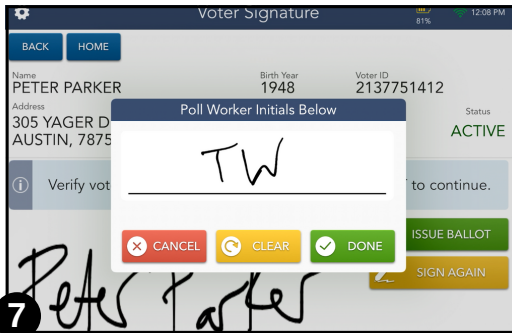 Voter Signature
81%
12:08 PM
BACK
HOME
Name
PETER PARKER
Birth Year
1948
Voter ID
2137751412
Address
305 YAGER D
AUSTIN, 7875
Status
ACTIVE
Poll Worker Initials Below
TW
Verify vot
to continue.
CANCEL
CLEAR
DONE
ISSUE BALLOT
SIGN AGAIN
Peter Parker
7